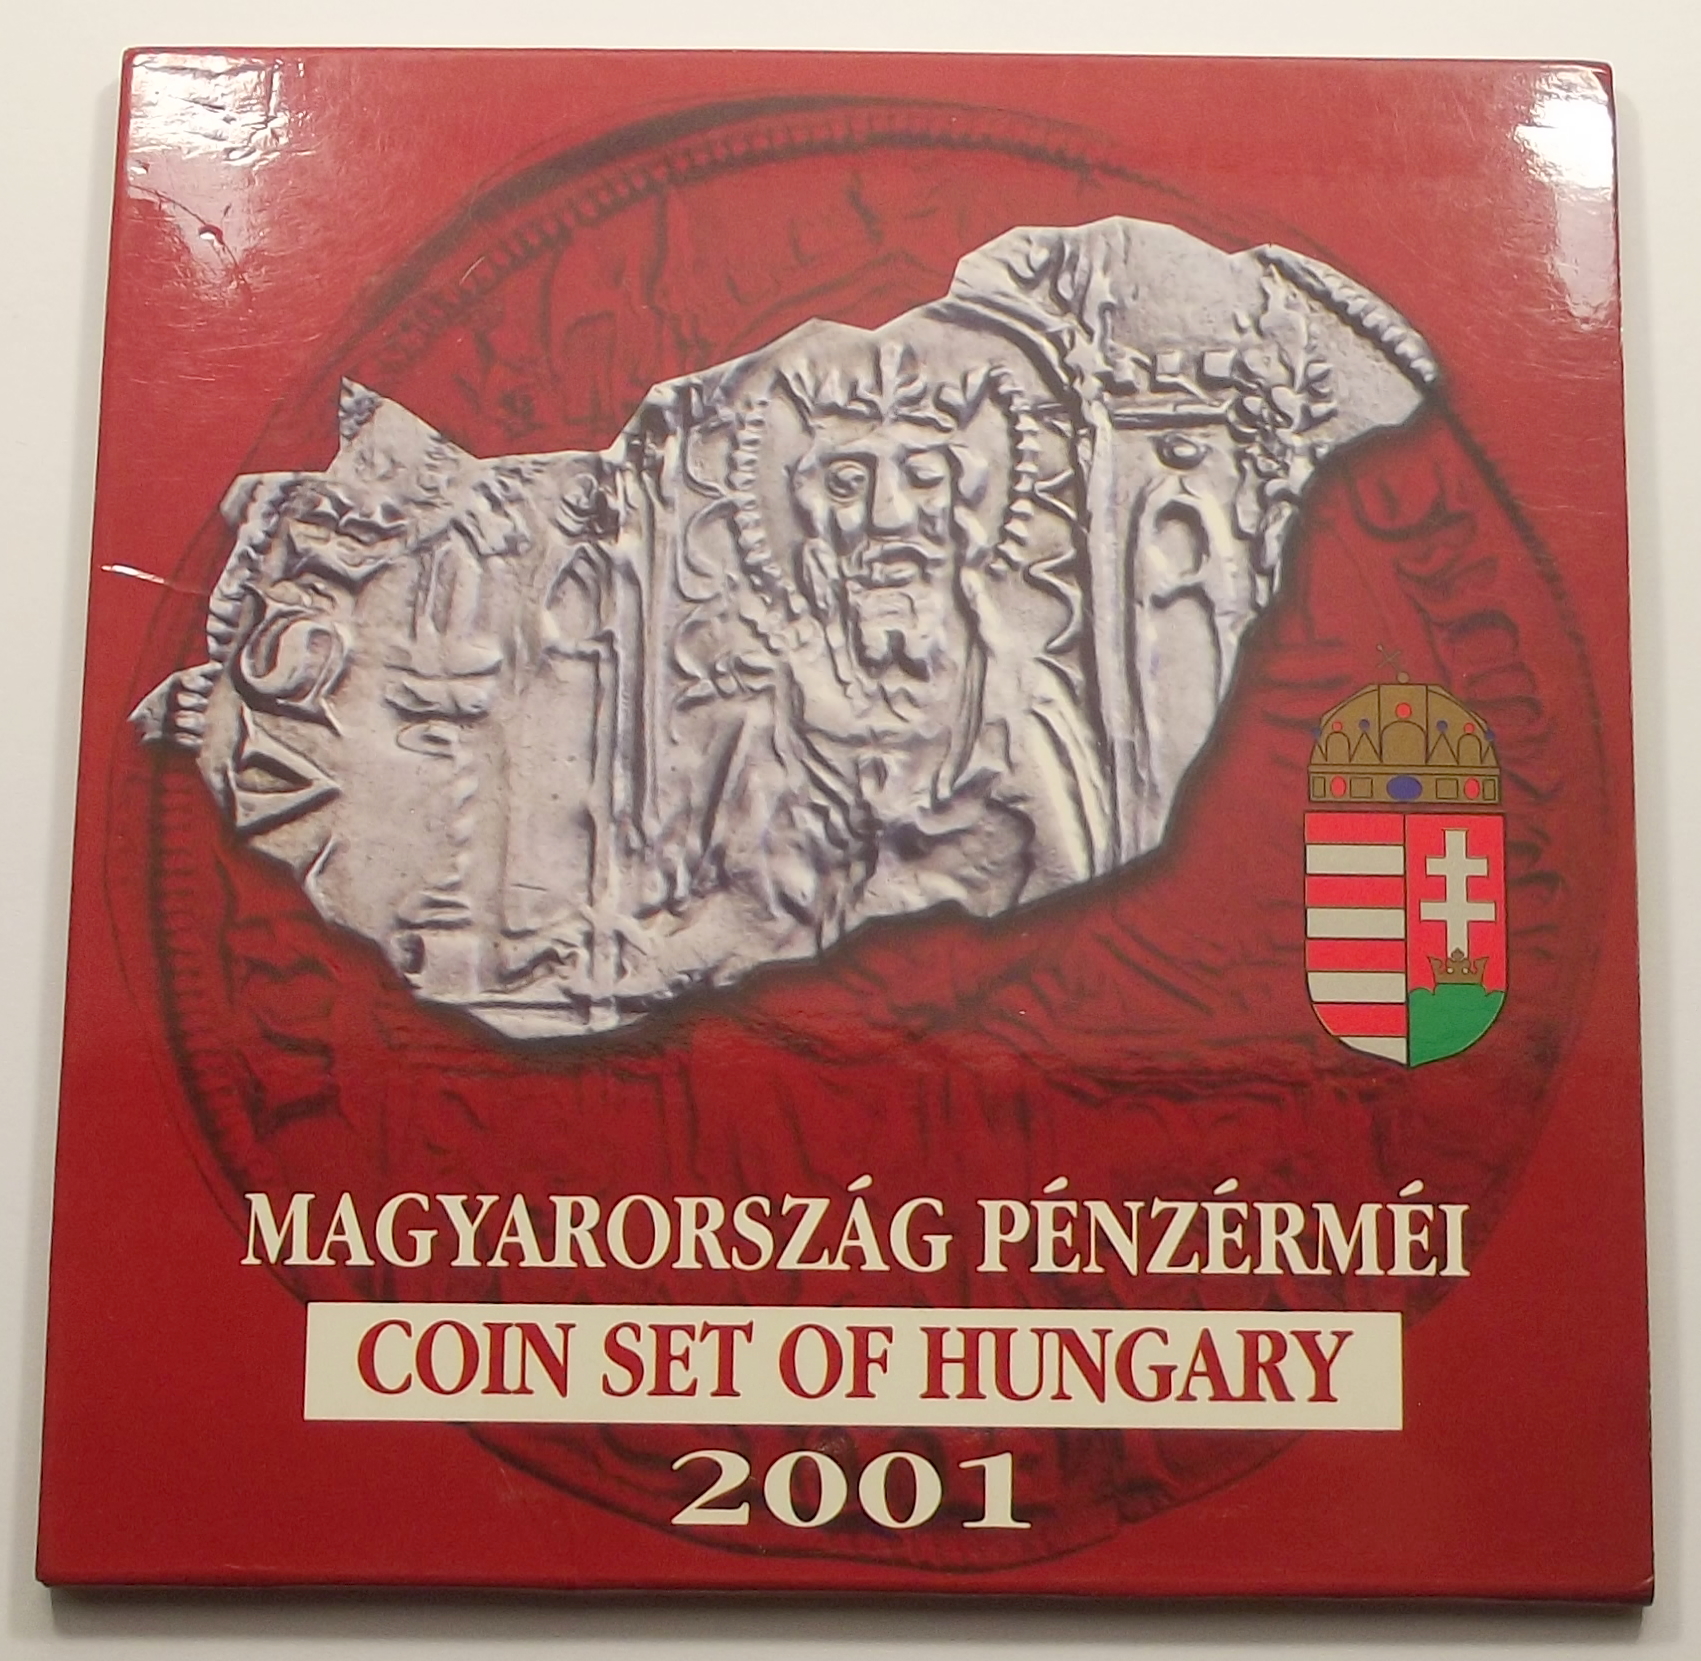 MAGYARORSZÁG PÉNZÉRMÉI
COIN SET OF HUNGARY
2001